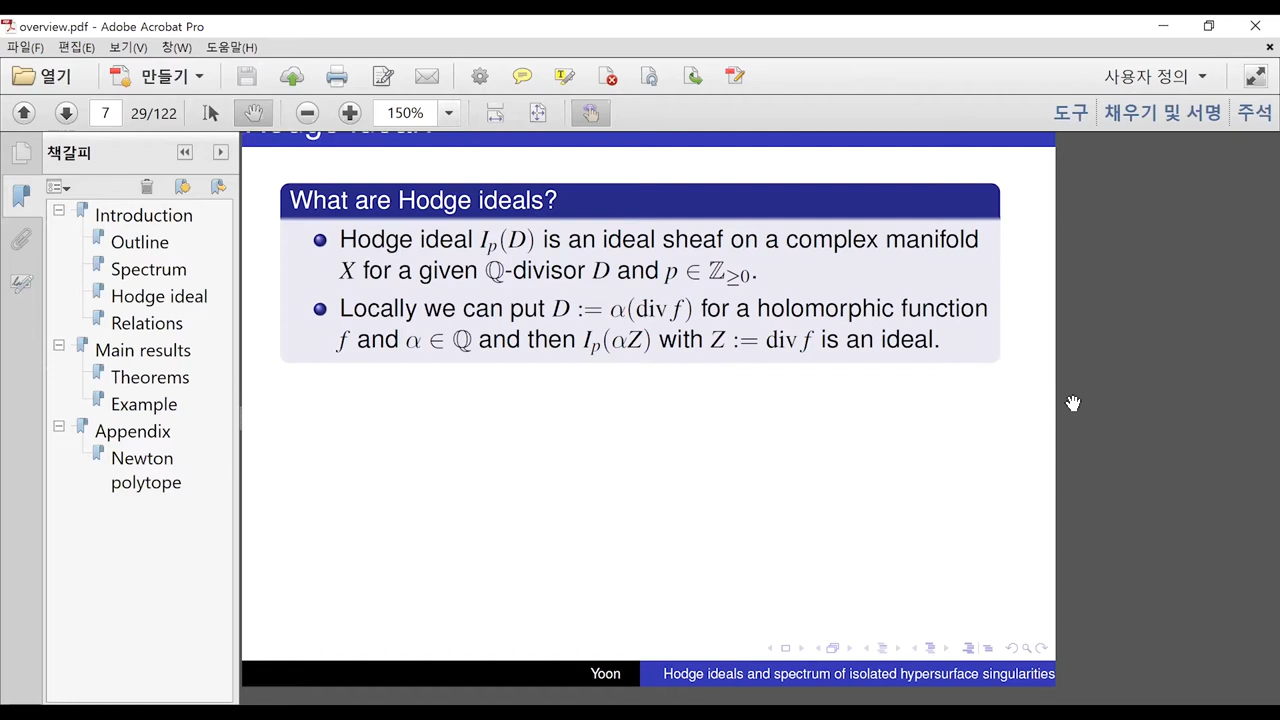 overview.pdf - Adobe Acrobat Pro
파일(F) 편집(E) 보기(V) 창(W) 도움말(H)
열기 만들기 사용자 정의
7 29/122 150% 도구 채우기 및 서명 주석
책갈피
Introduction
Outline
Spectrum
Hodge ideal
Relations
Main results
Theorems
Example
Appendix
Newton
polytope
Hodge ideal?
What are Hodge ideals?
Hodge ideal I_p(D) is an ideal sheaf on a complex manifold
X for a given ℚ-divisor D and p ∈ ℤ_≥0.
Locally we can put D := α(div f) for a holomorphic function
f and α ∈ ℚ and then I_p(αZ) with Z := div f is an ideal.
Yoon Hodge ideals and spectrum of isolated hypersurface singularities